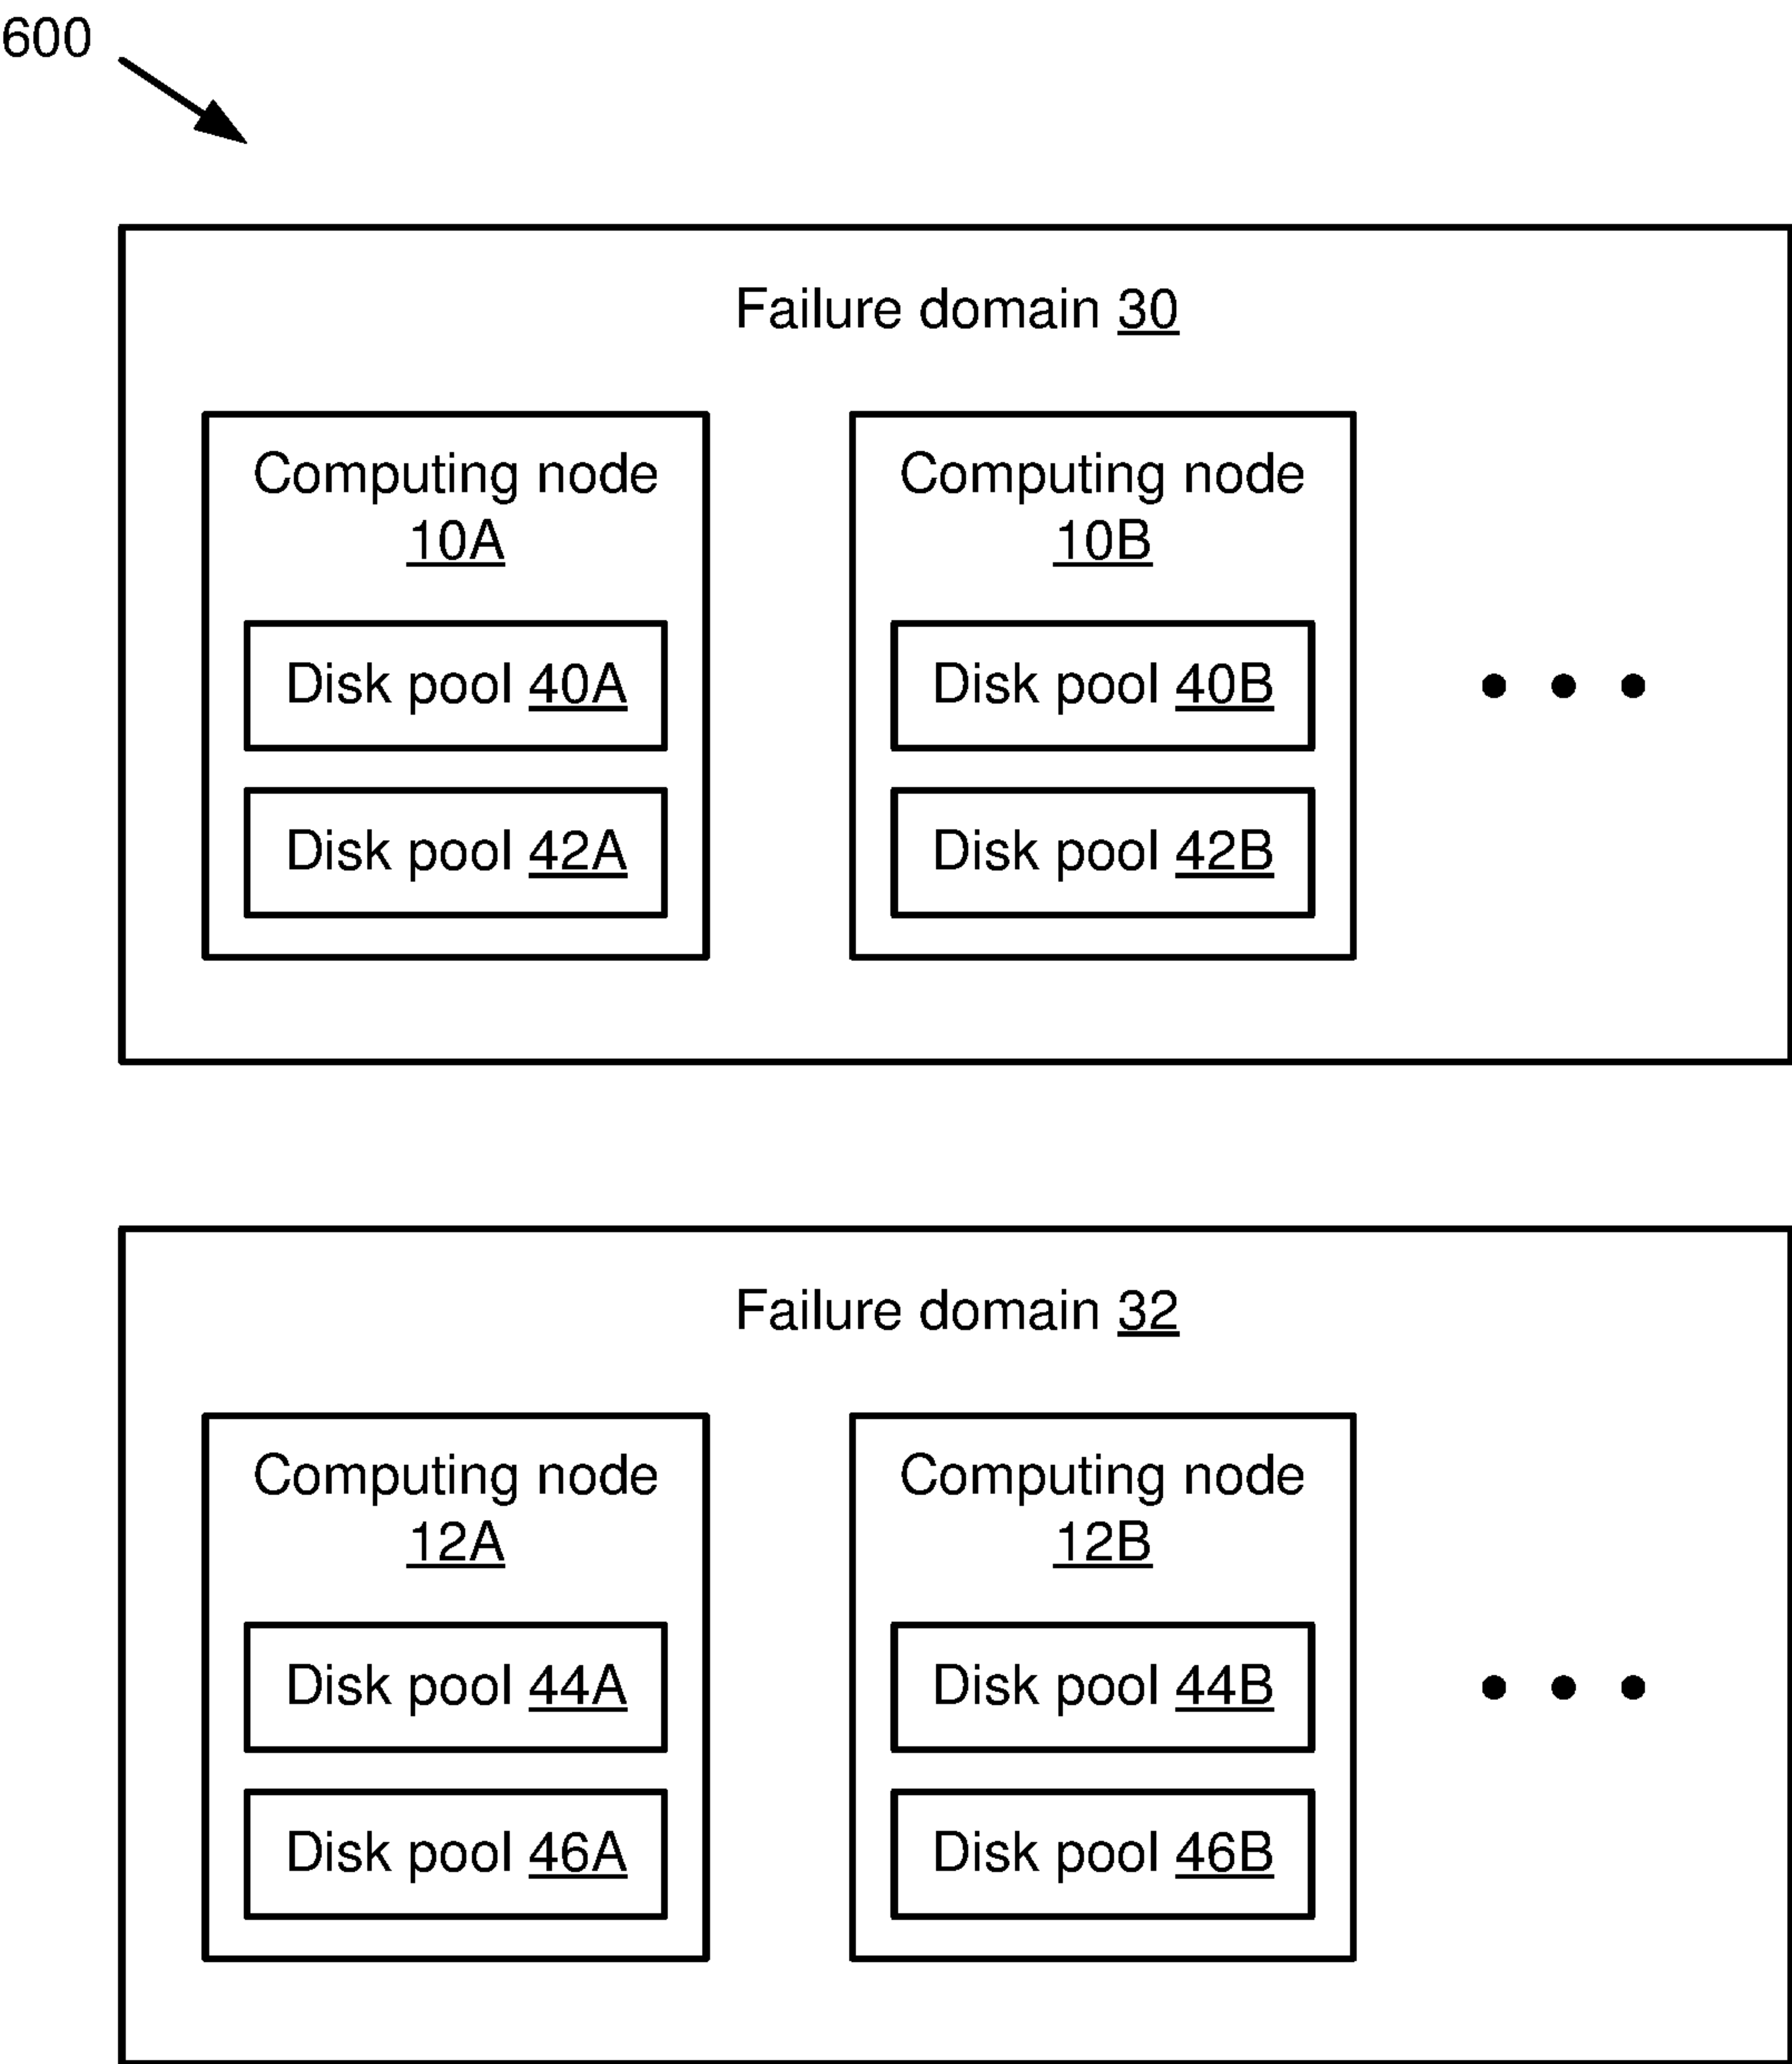 600
Failure domain 30
Computing node Computing node
10A 10B
Disk pool 40A Disk pool 40B
Disk pool 42A Disk pool 42B
Failure domain 32
Computing node Computing node
12A 12B
Disk pool 44A Disk pool 44B
Disk pool 46A Disk pool 46B